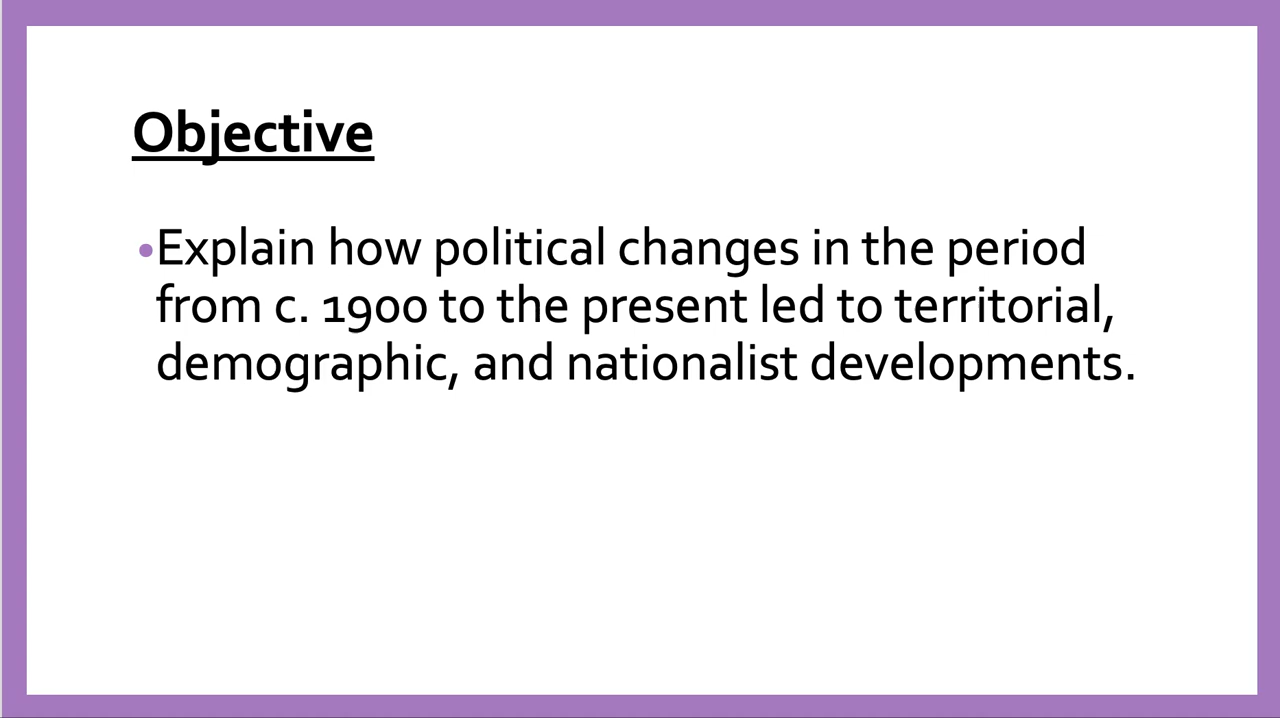 Objective
•Explain how political changes in the period
from c. 1900 to the present led to territorial,
demographic, and nationalist developments.